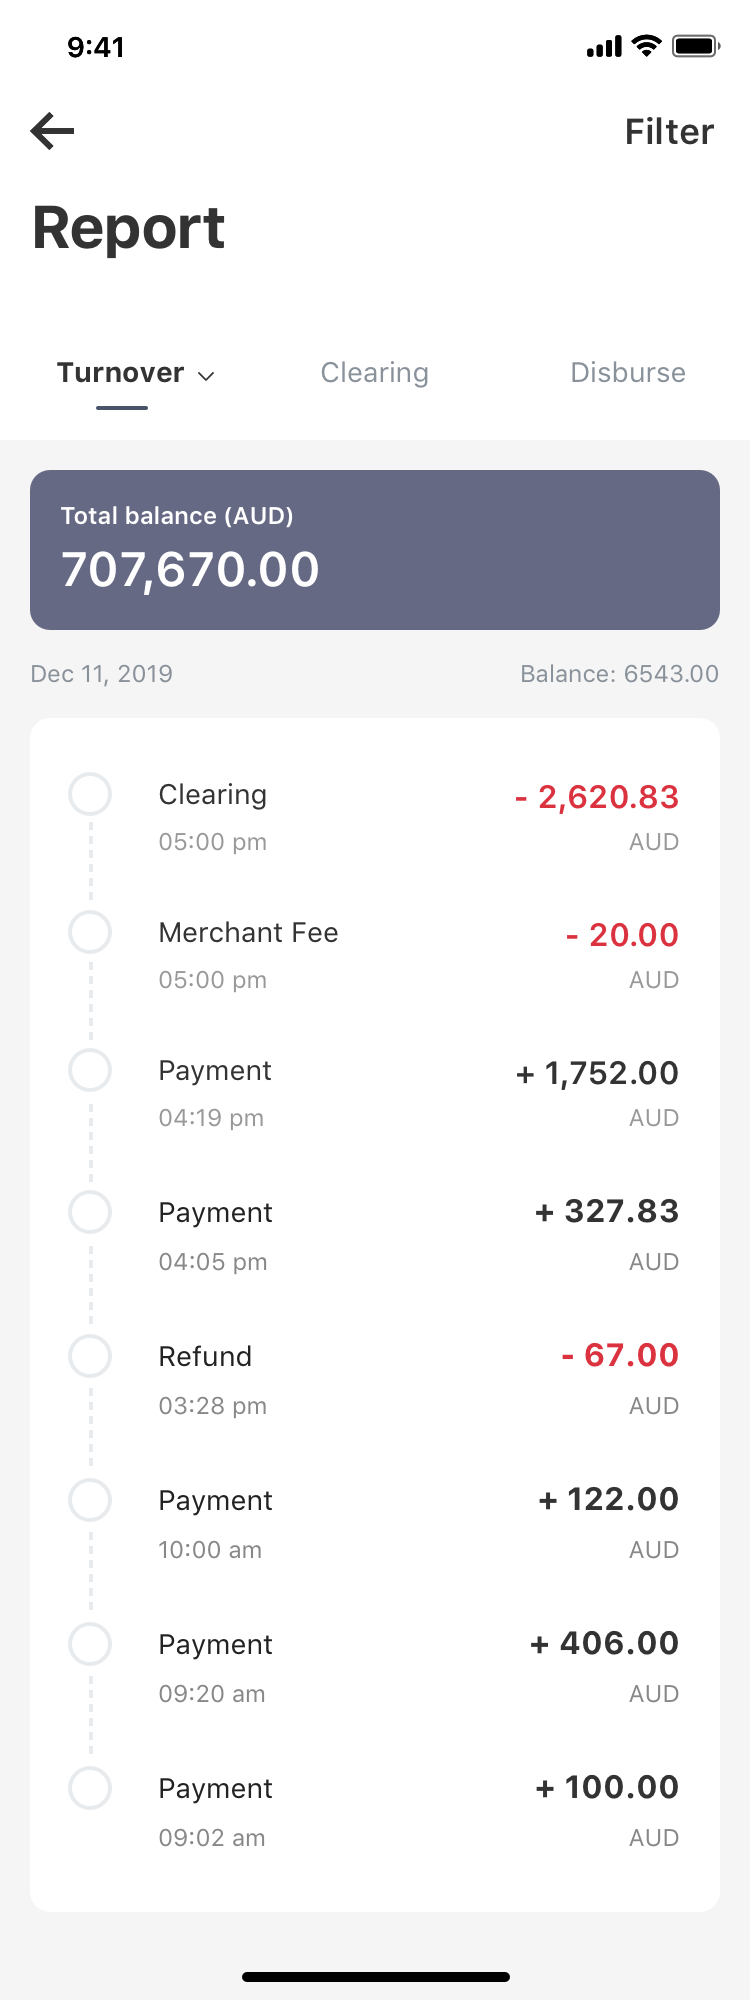 9:41
Filter
Report
Turnover Clearing Disburse
Total balance (AUD)
707,670.00
Dec 11, 2019 Balance: 6543.00
Clearing - 2,620.83
05:00 pm AUD
Merchant Fee - 20.00
05:00 pm AUD
Payment + 1,752.00
04:19 pm AUD
Payment + 327.83
04:05 pm AUD
Refund - 67.00
03:28 pm AUD
Payment + 122.00
10:00 am AUD
Payment + 406.00
09:20 am AUD
Payment + 100.00
09:02 am AUD